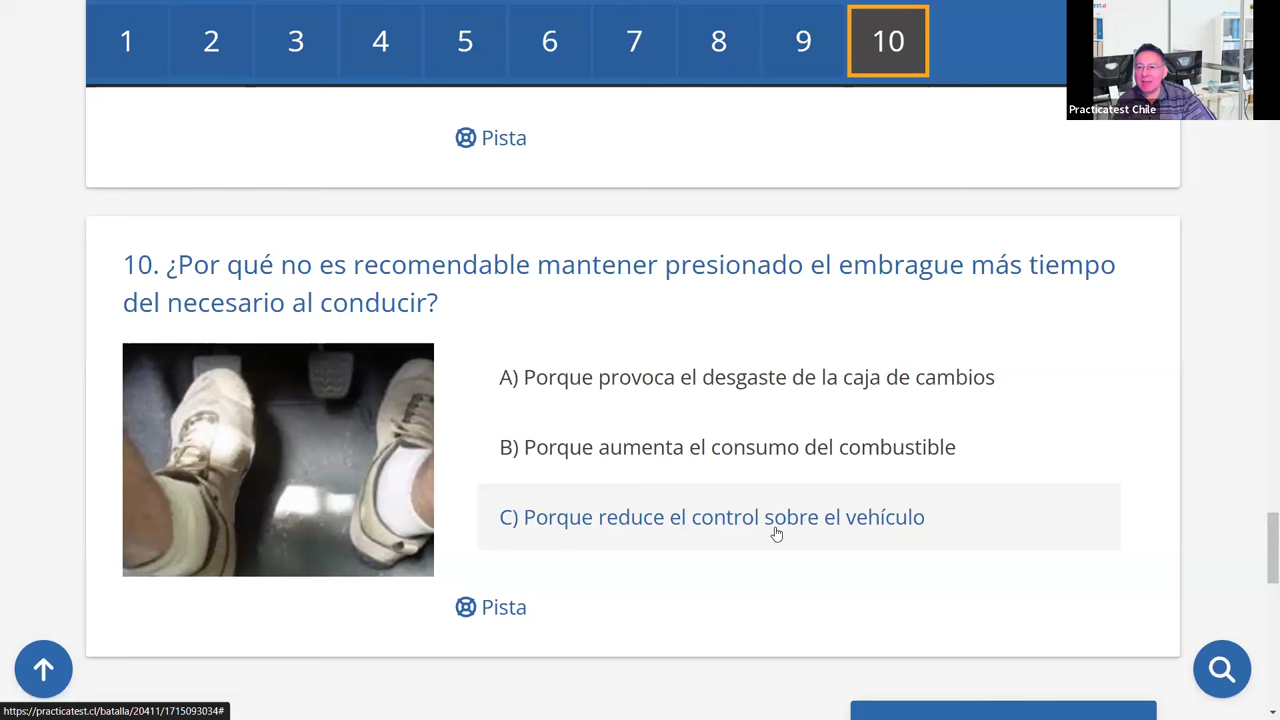 1 2 3 4 5 6 7 8 9 10
Practicatest Chile
Pista
10. ¿Por qué no es recomendable mantener presionado el embrague más tiempo
del necesario al conducir?
A) Porque provoca el desgaste de la caja de cambios
B) Porque aumenta el consumo del combustible
C) Porque reduce el control sobre el vehículo
Pista
https://practicatest.cl/batalla/20411/1715093034#